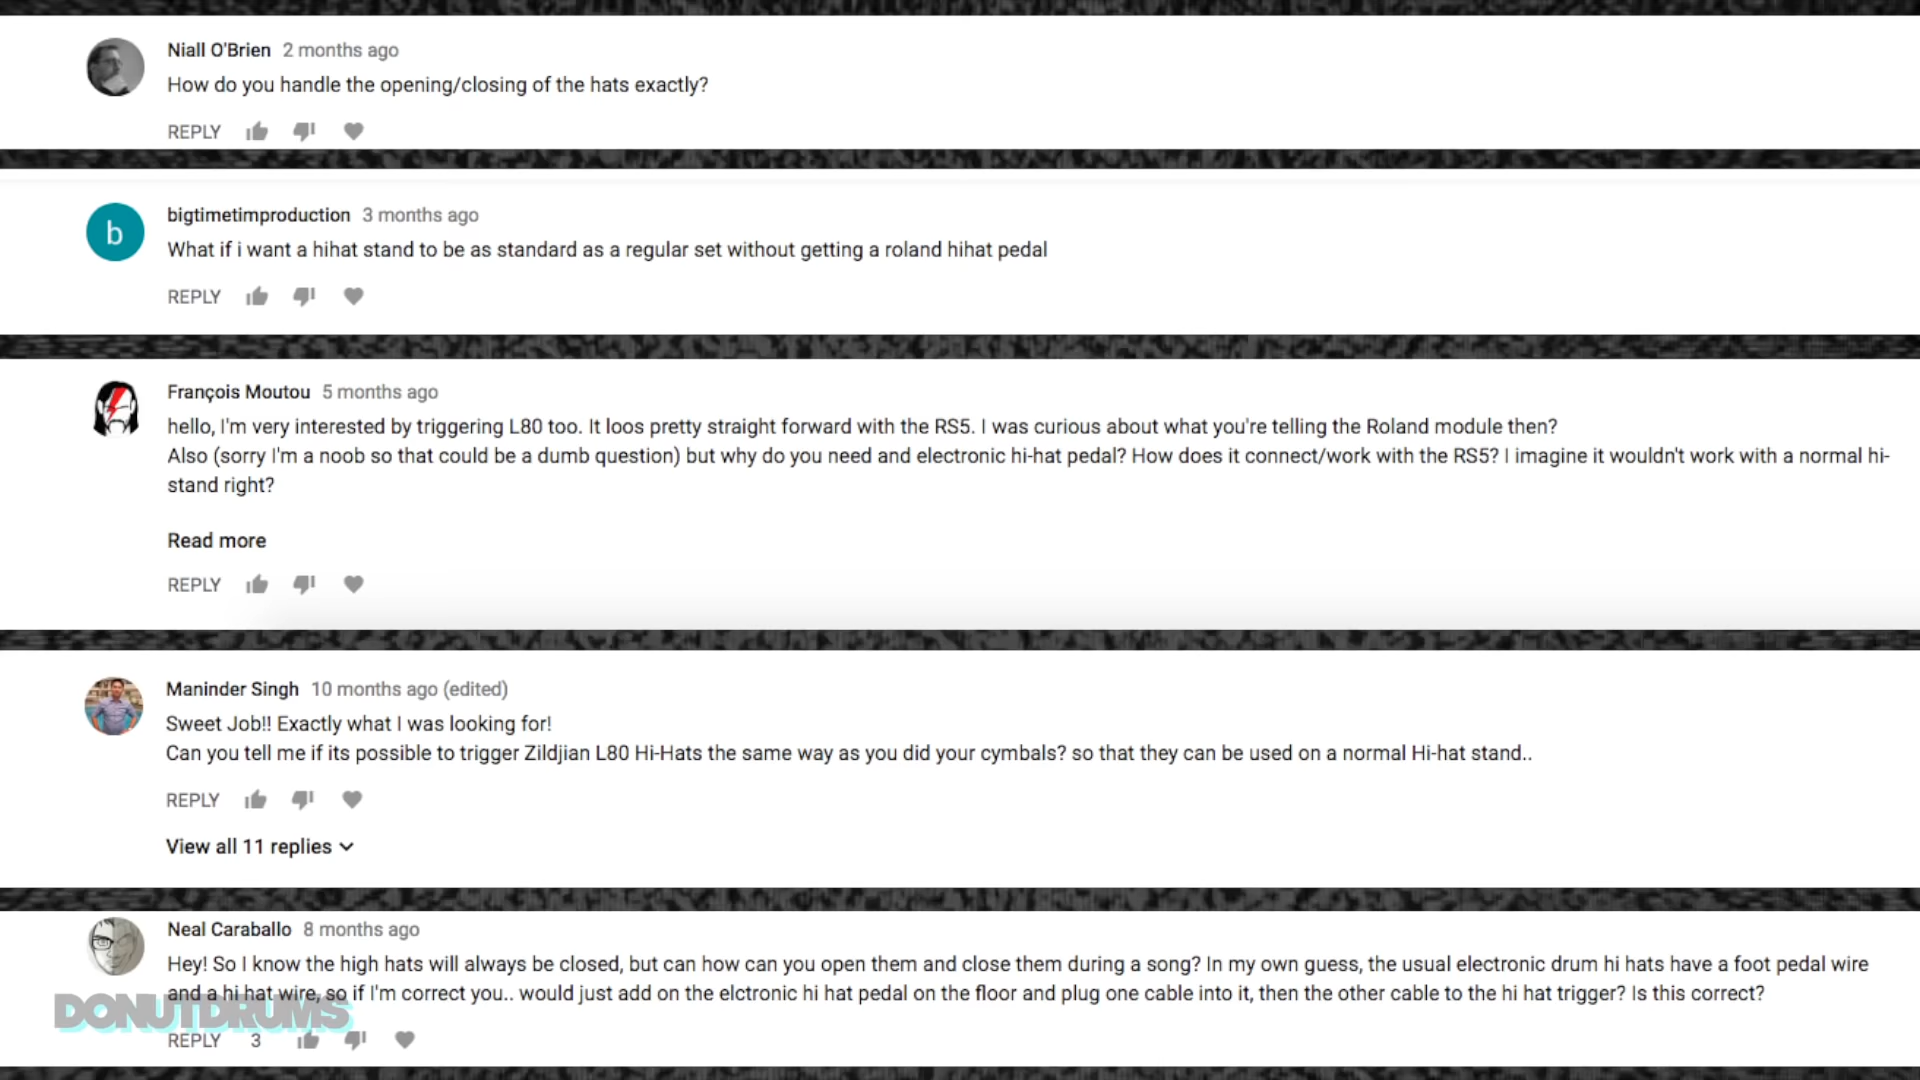 Niall O'Brien 2 months ago
How do you handle the opening/closing of the hats exactly?
REPLY
b
bigtimetimproduction 3 months ago
What if i want a hihat stand to be as standard as a regular set without getting a roland hihat pedal
REPLY
François Moutou 5 months ago
hello, I'm very interested by triggering L80 too. It loos pretty straight forward with the RS5. I was curious about what you're telling the Roland module then?
Also (sorry I'm a noob so that could be a dumb question) but why do you need and electronic hi-hat pedal? How does it connect/work with the RS5? I imagine it wouldn't work with a normal hi-
stand right?
Read more
REPLY
Maninder Singh 10 months ago (edited)
Sweet Job!! Exactly what I was looking for!
Can you tell me if its possible to trigger Zildjian L80 Hi-Hats the same way as you did your cymbals? so that they can be used on a normal Hi-hat stand..
REPLY
View all 11 replies
Neal Caraballo 8 months ago
Hey! So I know the high hats will always be closed, but can how can you open them and close them during a song? In my own guess, the usual electronic drum hi hats have a foot pedal wire
and a hi hat wire, so if I'm correct you.. would just add on the elctronic hi hat pedal on the floor and plug one cable into it, then the other cable to the hi hat trigger? Is this correct?
DONUTDRUMS
REPLY 3